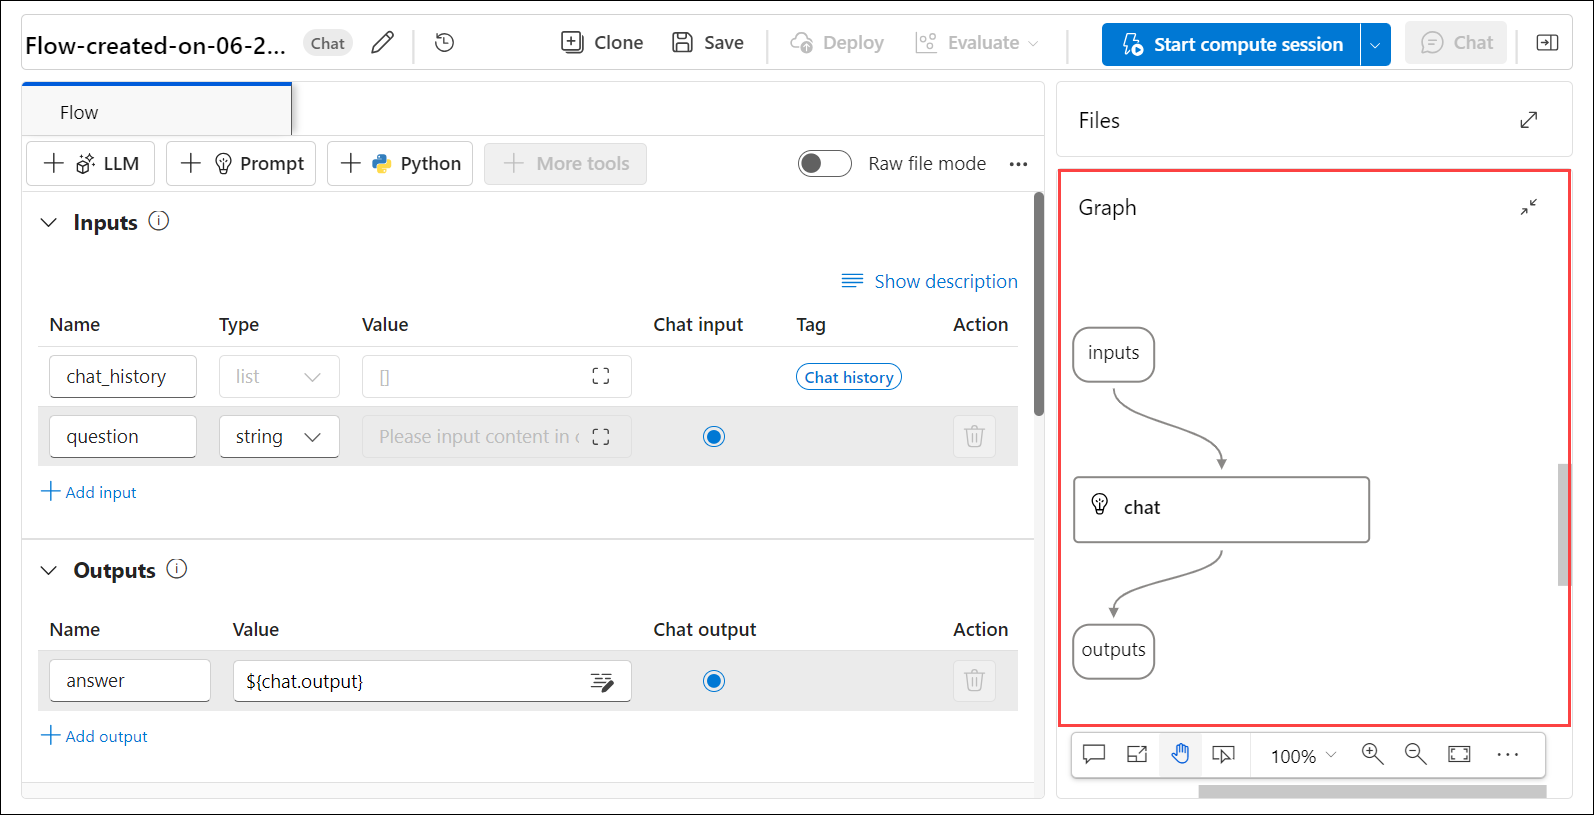 Flow-created-on-06-2... Chat Clone Save Deploy Evaluate Start compute session Chat
Flow
LLM Prompt Python More tools Raw file mode
Inputs
Show description
Name Type Value Chat input Tag Action
chat_history list [] Chat history
question string Please input content in c
Add input
Outputs
Name Value Chat output Action
answer ${chat.output}
Add output
Files
Graph
inputs
chat
outputs
100%